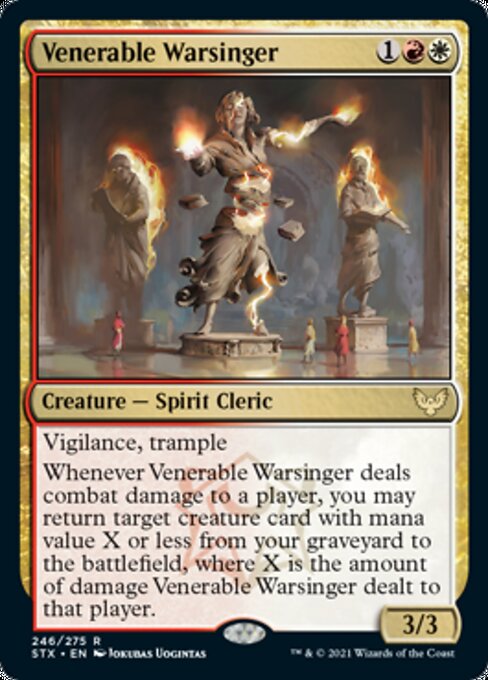 Venerable Warsinger 1
Creature — Spirit Cleric
Vigilance, trample
Whenever Venerable Warsinger deals
combat damage to a player, you may
return target creature card with mana
value X or less from your graveyard to
the battlefield, where X is the amount
of damage Venerable Warsinger dealt to
that player.
3/3
246/275 R
STX • EN Jokubas Uogintas
™ & © 2021 Wizards of the Coast